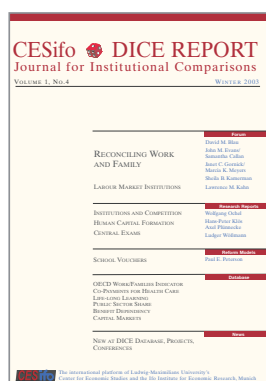 CESifo DICE REPORT
Journal for Institutional Comparisons
VOLUME 1, NO.4 WINTER 2003
Forum
RECONCILING WORK
AND FAMILY
David M. Blau
John M. Evans/
Samantha Callan
Janet C. Gornick/
Marcia K. Meyers
Sheila B. Kamerman
LABOUR MARKET INSTITUTIONS Lawrence M. Kahn
Research Reports
INSTITUTIONS AND COMPETITION Wolfgang Ochel
HUMAN CAPITAL FORMATION Hans-Peter Klös
Axel Plünnecke
CENTRAL EXAMS Ludger Wößmann
Reform Models
SCHOOL VOUCHERS Paul E. Peterson
Database
OECD WORK/FAMILIES INDICATOR
CO-PAYMENTS FOR HEALTH CARE
LIFE-LONG LEARNING
PUBLIC SECTOR SHARE
BENEFIT DEPENDENCY
CAPITAL MARKETS
News
NEW AT DICE DATABASE, PROJECTS,
CONFERENCES
CESifo
The international platform of Ludwig-Maximilians University's
Center for Economic Studies and the Ifo Institute for Economic Research, Munich